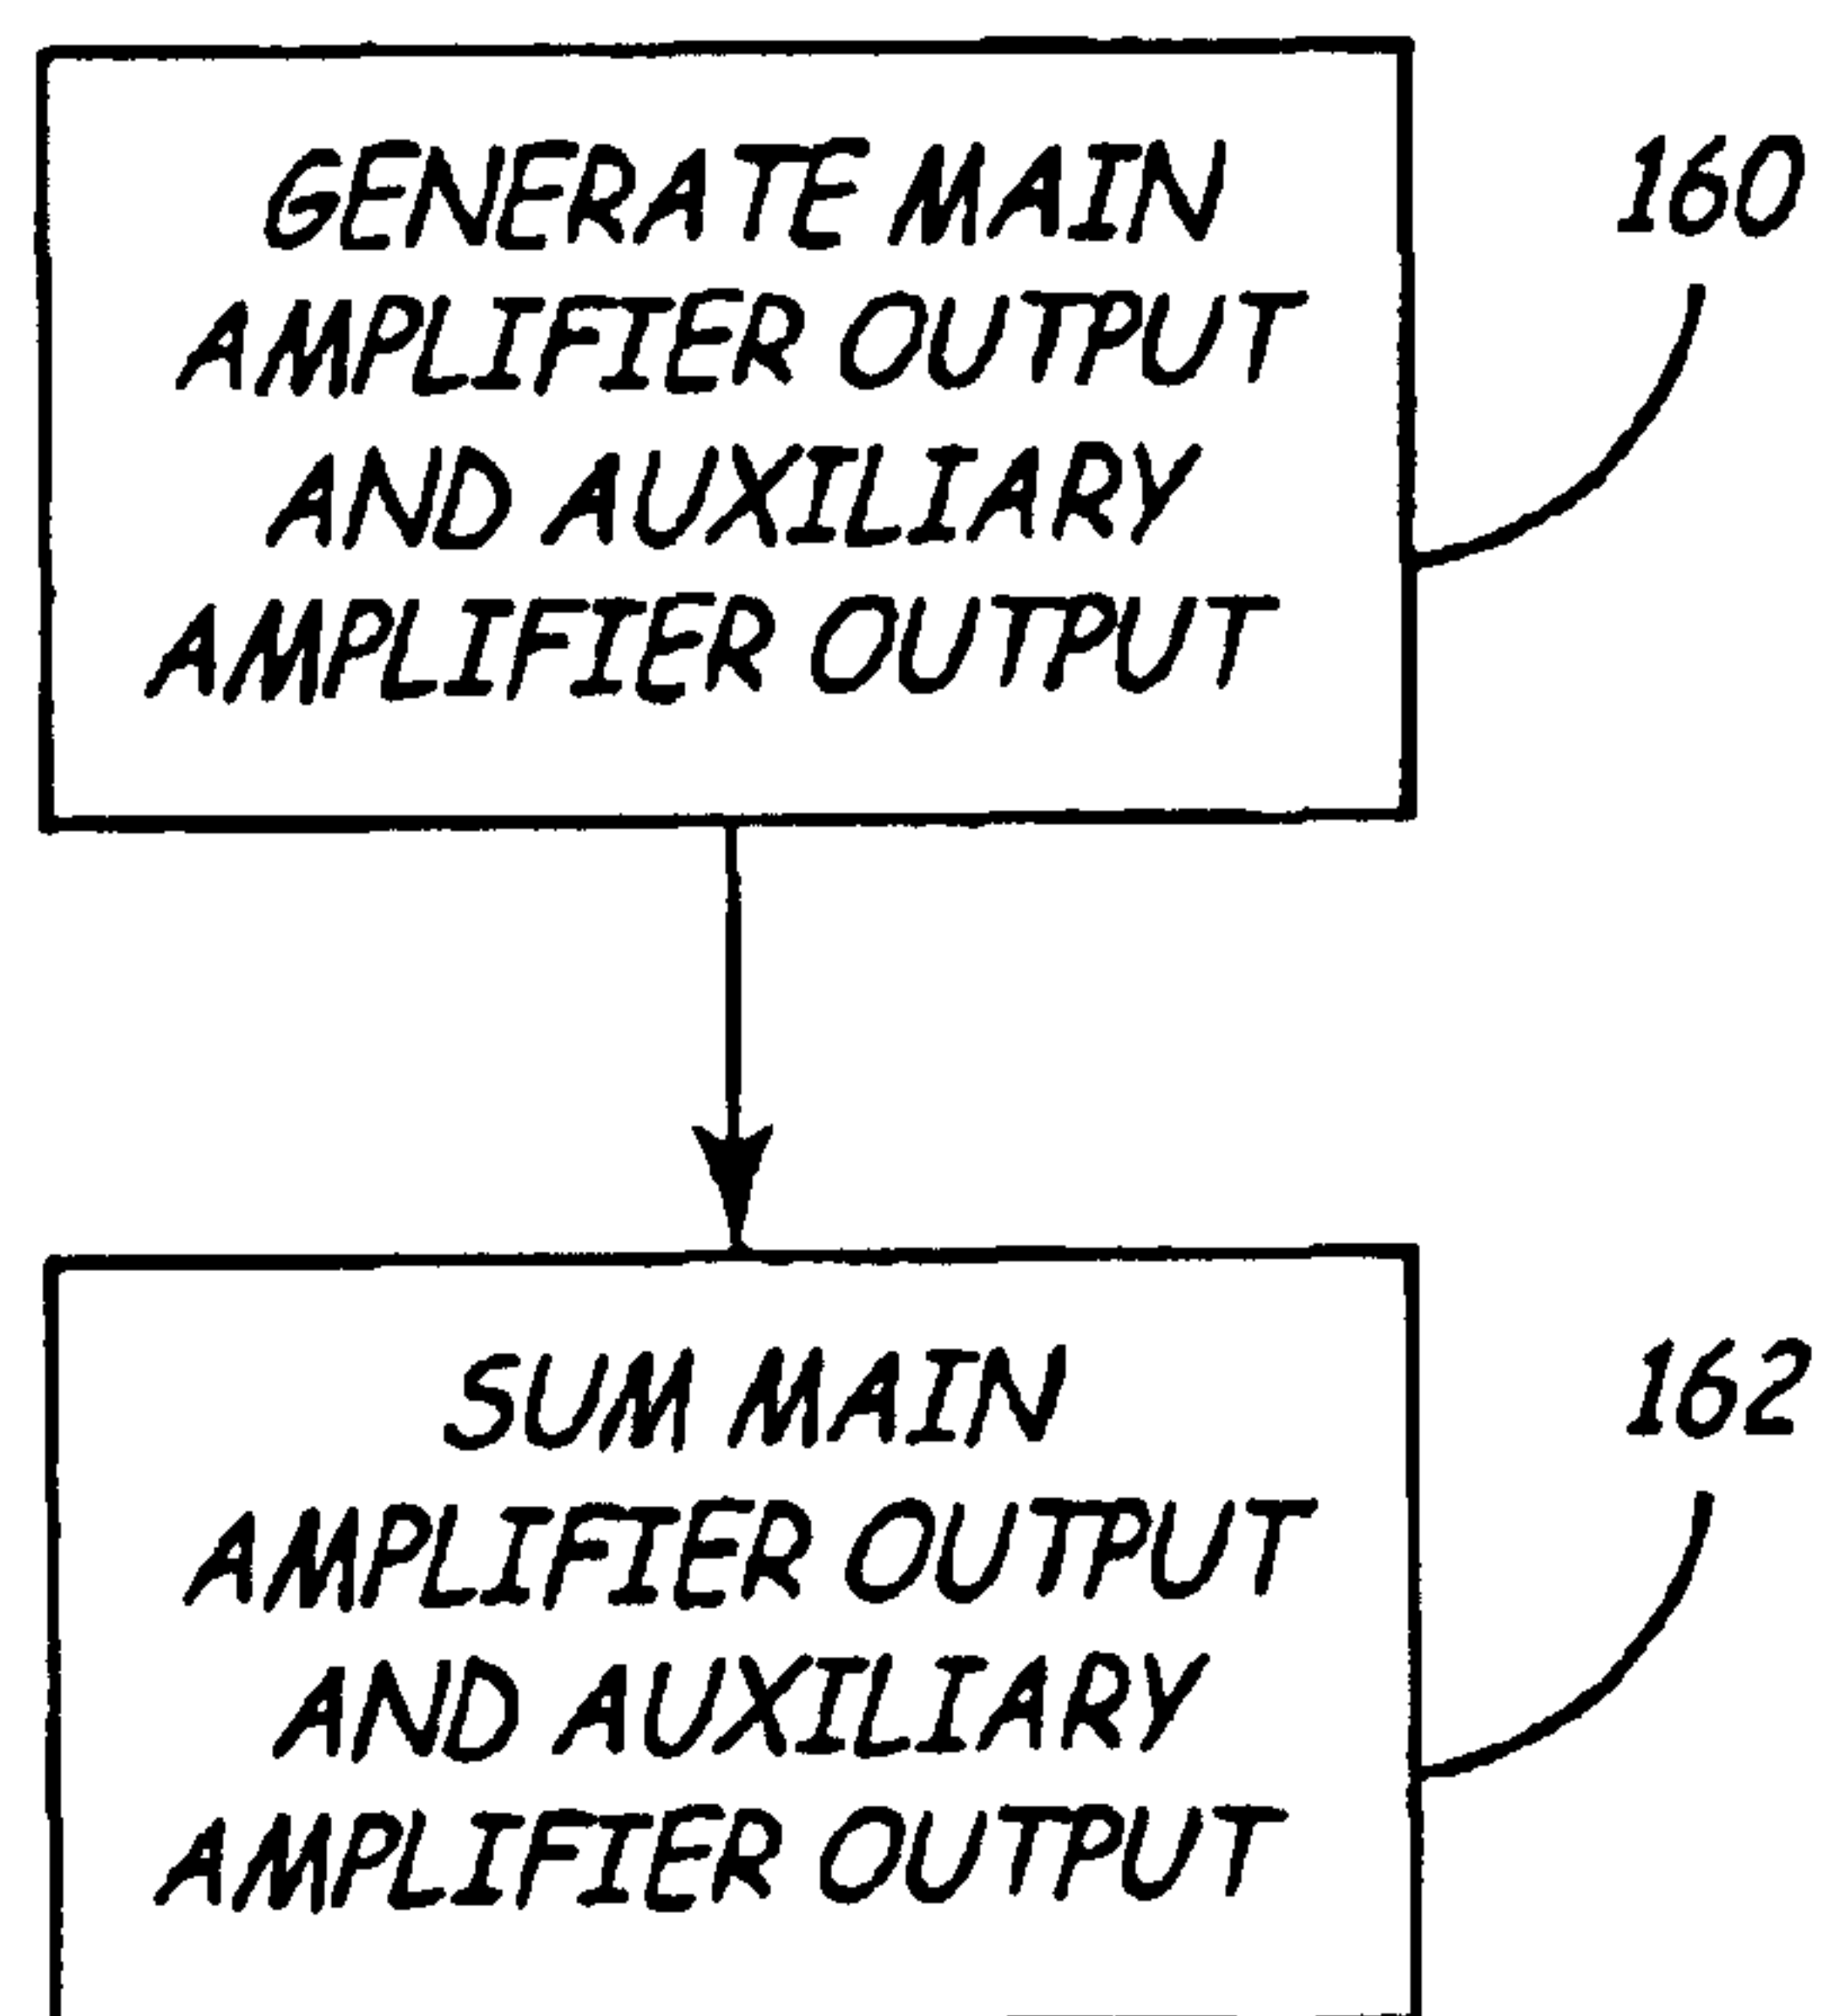 GENERATE MAIN
AMPLIFIER OUTPUT
AND AUXILIARY
AMPLIFIER OUTPUT
160
SUM MAIN
AMPLIFIER OUTPUT
AND AUXILIARY
AMPLIFIER OUTPUT
162